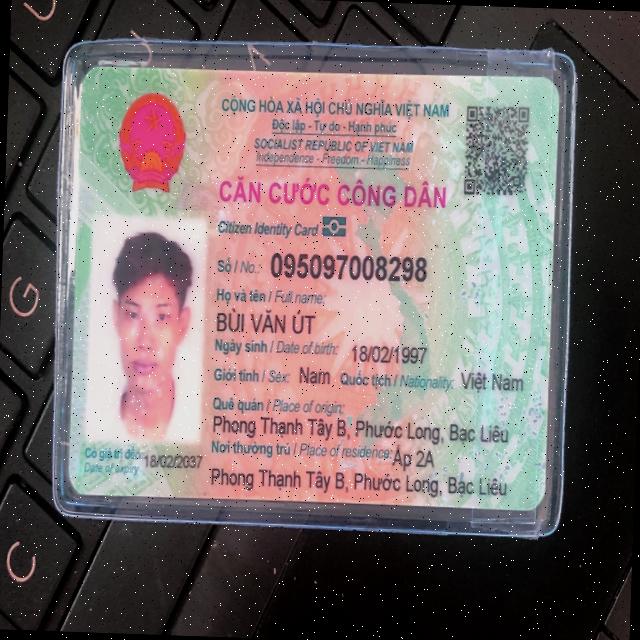 CỘNG HÒA XÃ HỘI CHỦ NGHĨA VIỆT NAM
Độc lập - Tự do - Hạnh phúc
SOCIALIST REPUBLIC OF VIET NAM
Independence - Freedom - Happiness
CĂN CƯỚC CÔNG DÂN
Citizen Identity Card
Số / No.: 095097008298
Họ và tên / Full name:
BÙI VĂN ÚT
Ngày sinh / Date of birth: 18/02/1997
Giới tính / Sex: Nam Quốc tịch / Nationality: Việt Nam
Quê quán / Place of origin:
Phong Thạnh Tây B, Phước Long, Bạc Liêu
Nơi thường trú / Place of residence: Ấp 2A
Phong Thạnh Tây B, Phước Long, Bạc Liêu
Có giá trị đến: 18/02/2037
Date of expiry
G
C